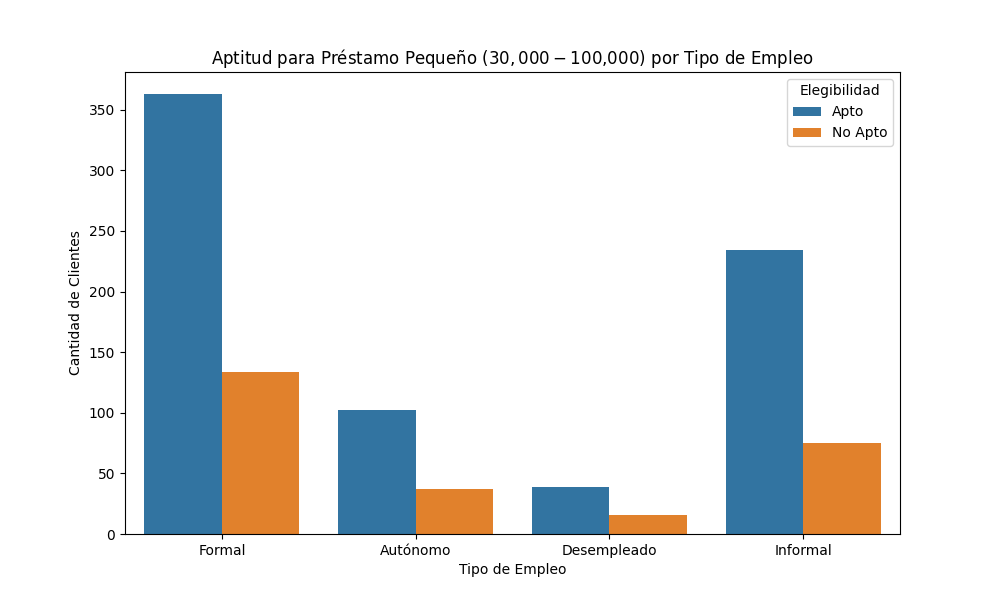 Aptitud para Préstamo Pequeño (30,000 − 100,000) por Tipo de Empleo
Elegibilidad
Apto
No Apto
Cantidad de Clientes
350
300
250
200
150
100
50
0
Formal
Autónomo
Desempleado
Informal
Tipo de Empleo